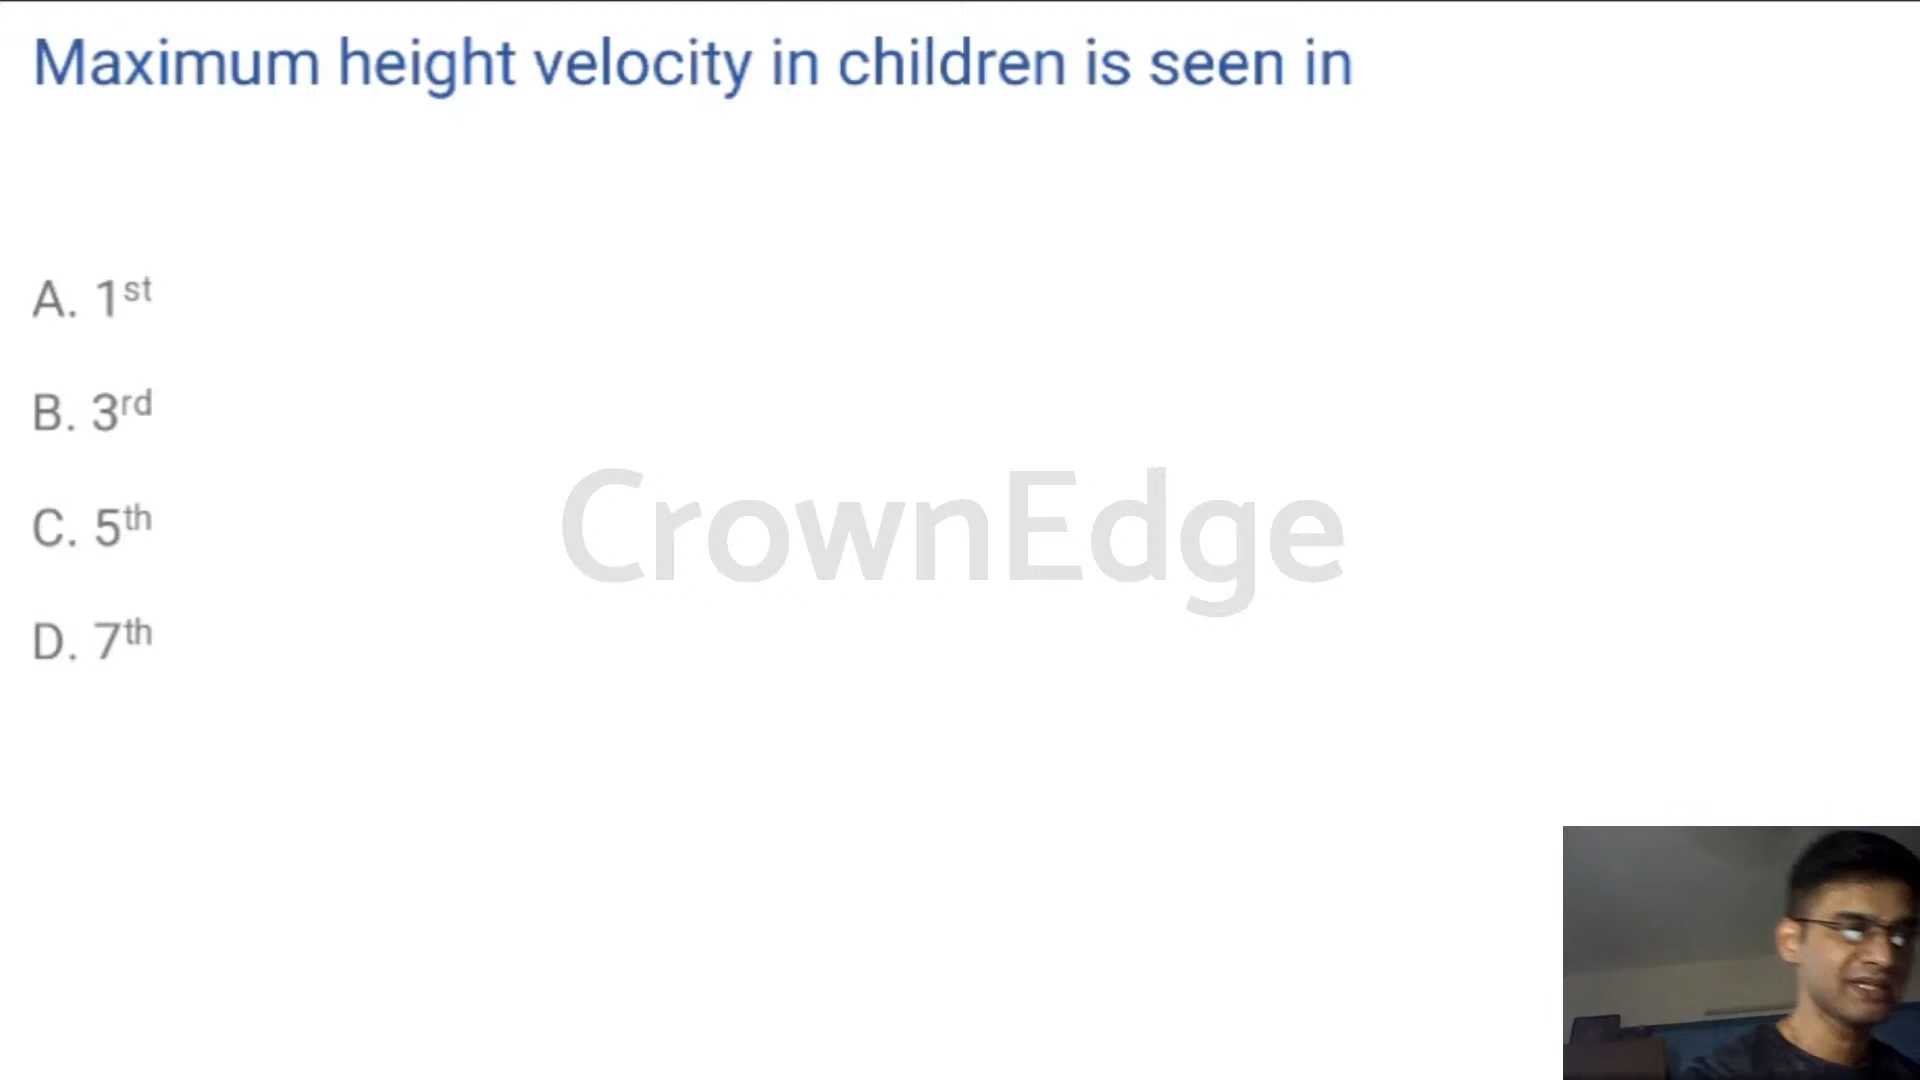 Maximum height velocity in children is seen in
A. 1st
B. 3rd
C. 5th
D. 7th
CrownEdge